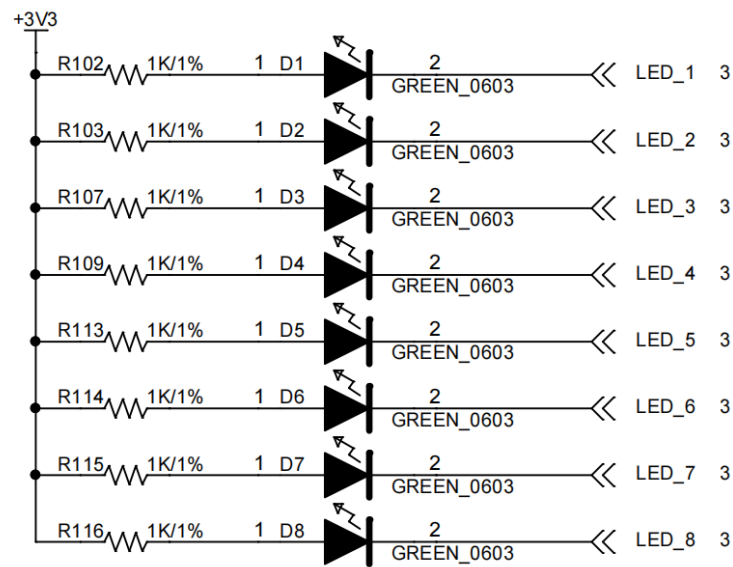 +3V3
R102 1K/1% 1 D1 2 GREEN_0603 LED_1 3
R103 1K/1% 1 D2 2 GREEN_0603 LED_2 3
R107 1K/1% 1 D3 2 GREEN_0603 LED_3 3
R109 1K/1% 1 D4 2 GREEN_0603 LED_4 3
R113 1K/1% 1 D5 2 GREEN_0603 LED_5 3
R114 1K/1% 1 D6 2 GREEN_0603 LED_6 3
R115 1K/1% 1 D7 2 GREEN_0603 LED_7 3
R116 1K/1% 1 D8 2 GREEN_0603 LED_8 3